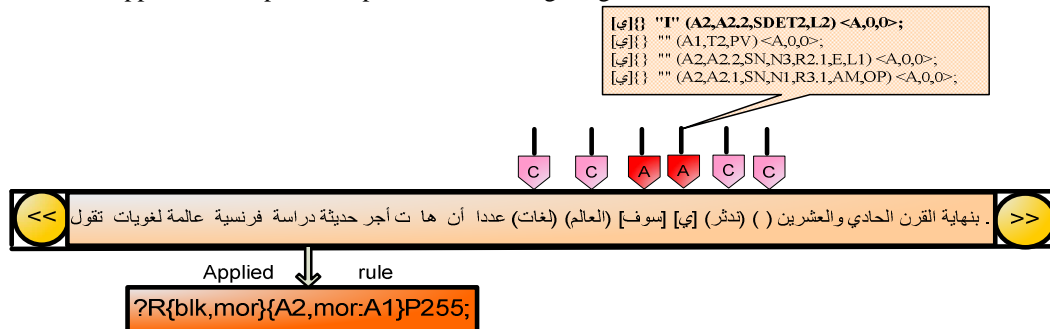 [ي]{} "I" (A2,A2.2,SDET2,L2) <A,0,0>;
[ي]{} "" (A1,T2,PV) <A,0,0>;
[ي]{} "" (A2,A2.2,SN,N3,R2.1,E,L1) <A,0,0>;
[ي]{} "" (A2,A2.1,SN,N1,R3.1,AM,OP) <A,0,0>;
C C A A C C
<< . بنهاية القرن الحادي والعشرين ( ) (ندثر) [ي] [سوف] (العالم) (لغات) عددا أن ها ت أجر حديثة دراسة فرنسية عالمة لغويات تقول >>
Applied rule
?R{blk,mor}{A2,mor:A1}P255;